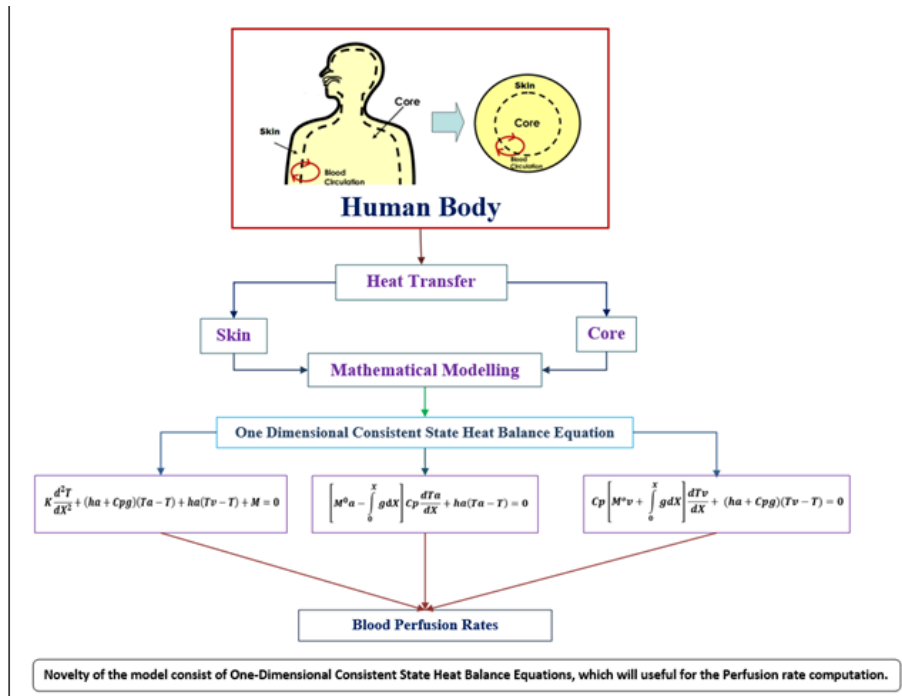 Skin
Core
Skin
Core
Blood
Circulation
Blood
Circulation
Human Body
Heat Transfer
Skin
Core
Mathematical Modelling
One Dimensional Consistent State Heat Balance Equation
K d²T/dX² + (ha + Cpg)(Ta − T) + ha(Tv − T) + M = 0
[M⁰a − ∫₀ˣ gdX] Cp dTa/dX + ha(Ta − T) = 0
Cp [M°v + ∫₀ˣ gdX] dTv/dX + (ha + Cpg)(Tv − T) = 0
Blood Perfusion Rates
Novelty of the model consist of One-Dimensional Consistent State Heat Balance Equations, which will useful for the Perfusion rate computation.